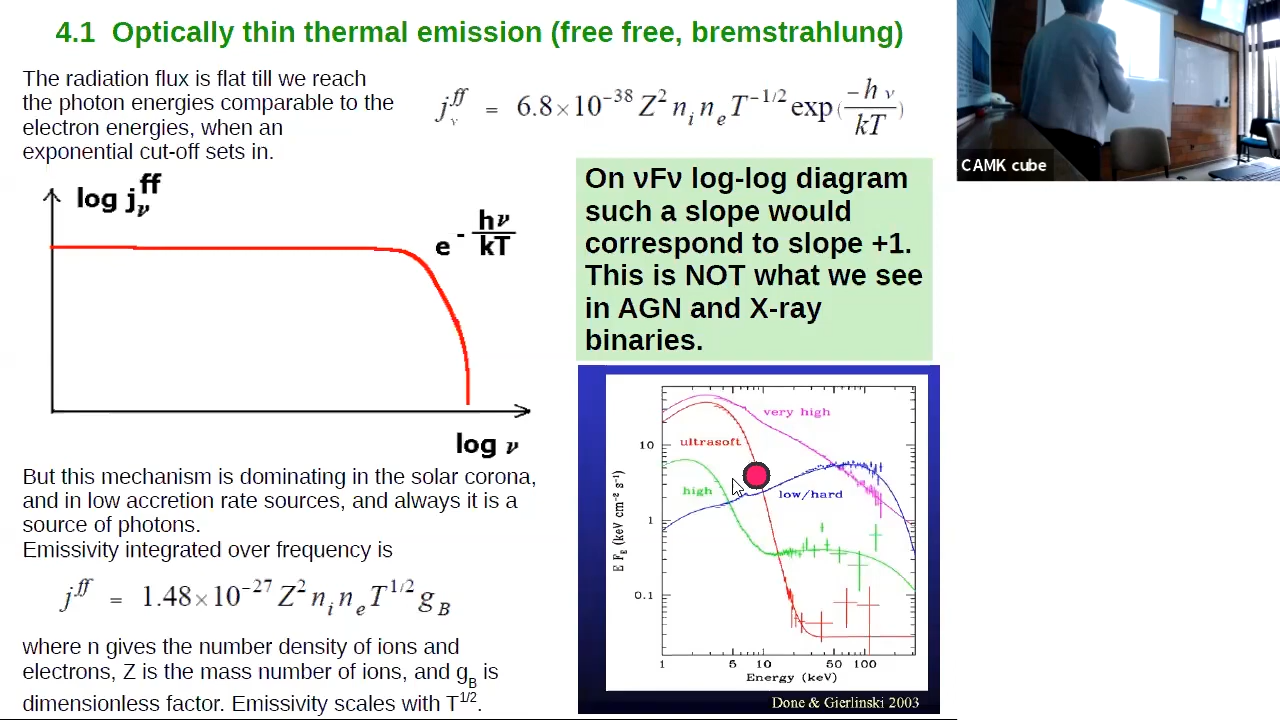 4.1 Optically thin thermal emission (free free, bremstrahlung)
The radiation flux is flat till we reach
the photon energies comparable to the
electron energies, when an
exponential cut-off sets in.
j_ν^ff = 6.8×10^-38 Z^2 n_i n_e T^-1/2 exp(-h ν / kT)
log j_ν^ff
e^- hν/kT
log ν
On νFν log-log diagram
such a slope would
correspond to slope +1.
This is NOT what we see
in AGN and X-ray
binaries.
But this mechanism is dominating in the solar corona,
and in low accretion rate sources, and always it is a
source of photons.
Emissivity integrated over frequency is
j^ff = 1.48×10^-27 Z^2 n_i n_e T^1/2 g_B
where n gives the number density of ions and
electrons, Z is the mass number of ions, and g_B is
dimensionless factor. Emissivity scales with T^1/2.
very high
ultrasoft
high
low/hard
E F_E (keV cm^-2 s^-1)
10
1
0.1
1 5 10 50 100
Energy (keV)
Done & Gierlinski 2003
CAMK cube